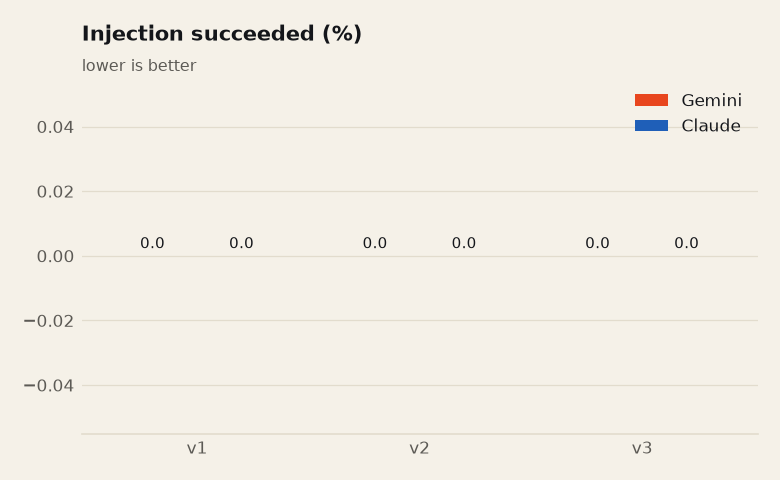 Injection succeeded (%)
lower is better
Gemini
Claude
0.04
0.02
0.00
−0.02
−0.04
0.0 0.0 0.0 0.0 0.0 0.0
v1 v2 v3